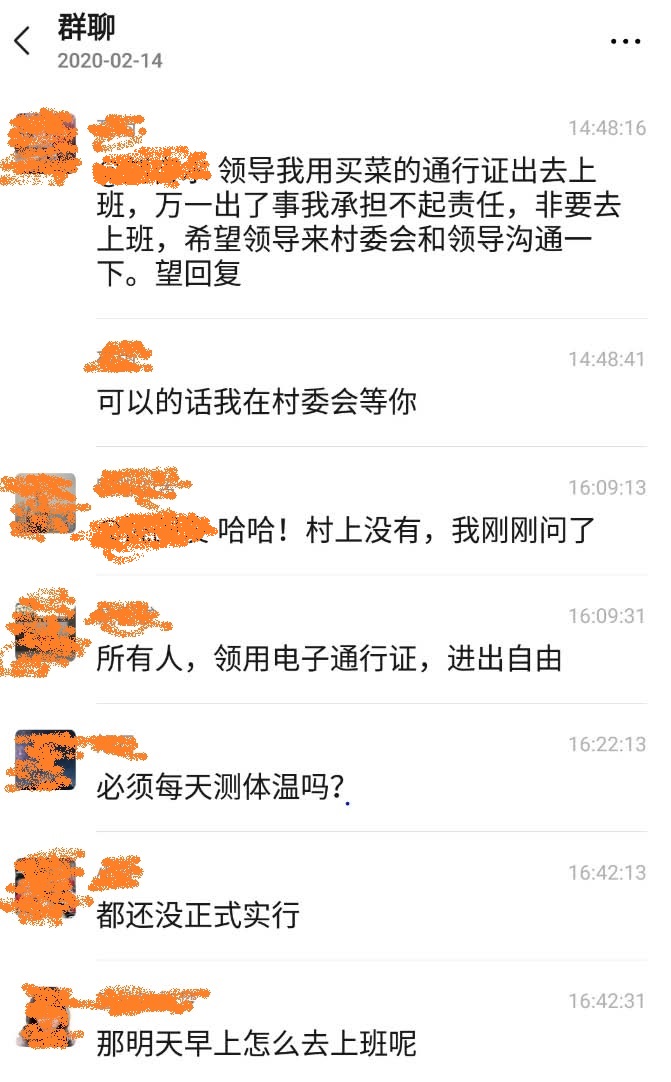 群聊
2020-02-14
14:48:16
领导我用买菜的通行证出去上
班，万一出了事我承担不起责任，非要去
上班，希望领导来村委会和领导沟通一
下。望回复
14:48:41
可以的话我在村委会等你
16:09:13
哈哈！村上没有，我刚刚问了
16:09:31
所有人，领用电子通行证，进出自由
16:22:13
必须每天测体温吗？
16:42:13
都还没正式实行
16:42:31
那明天早上怎么去上班呢